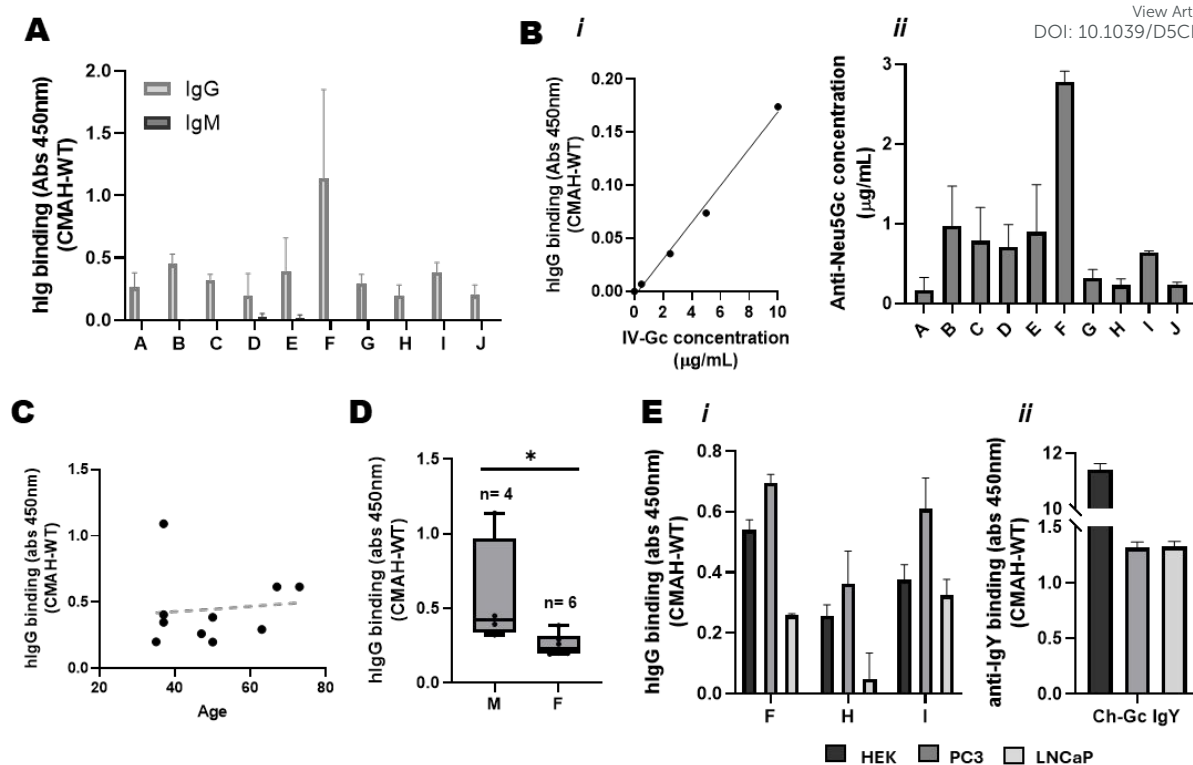 View Art
DOI: 10.1039/D5C
A
hIg binding (Abs 450nm)
(CMAH-WT)
2.0
1.5
1.0
0.5
0.0
IgG
IgM
A B C D E F G H I J
B
i
hIgG binding (Abs 450nm)
(CMAH-WT)
0.20
0.15
0.10
0.05
0.00
0 2 4 6 8 10
IV-Gc concentration
(µg/mL)
ii
Anti-Neu5Gc concentration
(µg/mL)
3
2
1
0
A B C D E F G H I J
C
hIgG binding (abs 450nm)
(CMAH-WT)
1.5
1.0
0.5
0.0
20 40 60 80
Age
D
hIgG binding (abs 450nm)
(CMAH-WT)
1.5
1.0
0.5
0.0
*
n= 4
n= 6
M F
E
i
hIgG binding (abs 450nm)
(CMAH-WT)
0.8
0.6
0.4
0.2
0.0
F H I
ii
anti-IgY binding (abs 450nm)
(CMAH-WT)
12
10
1.5
1.0
0.5
0.0
Ch-Gc IgY
HEK PC3 LNCaP